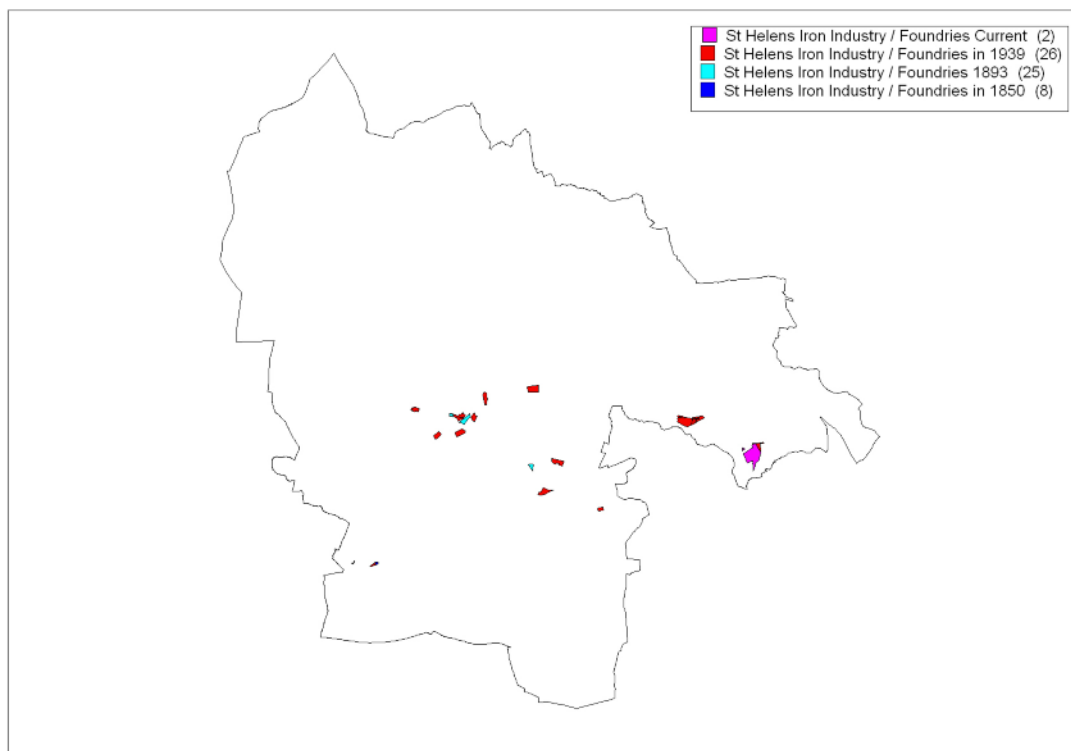 St Helens Iron Industry / Foundries Current (2)
St Helens Iron Industry / Foundries in 1939 (26)
St Helens Iron Industry / Foundries 1893 (25)
St Helens Iron Industry / Foundries in 1850 (8)